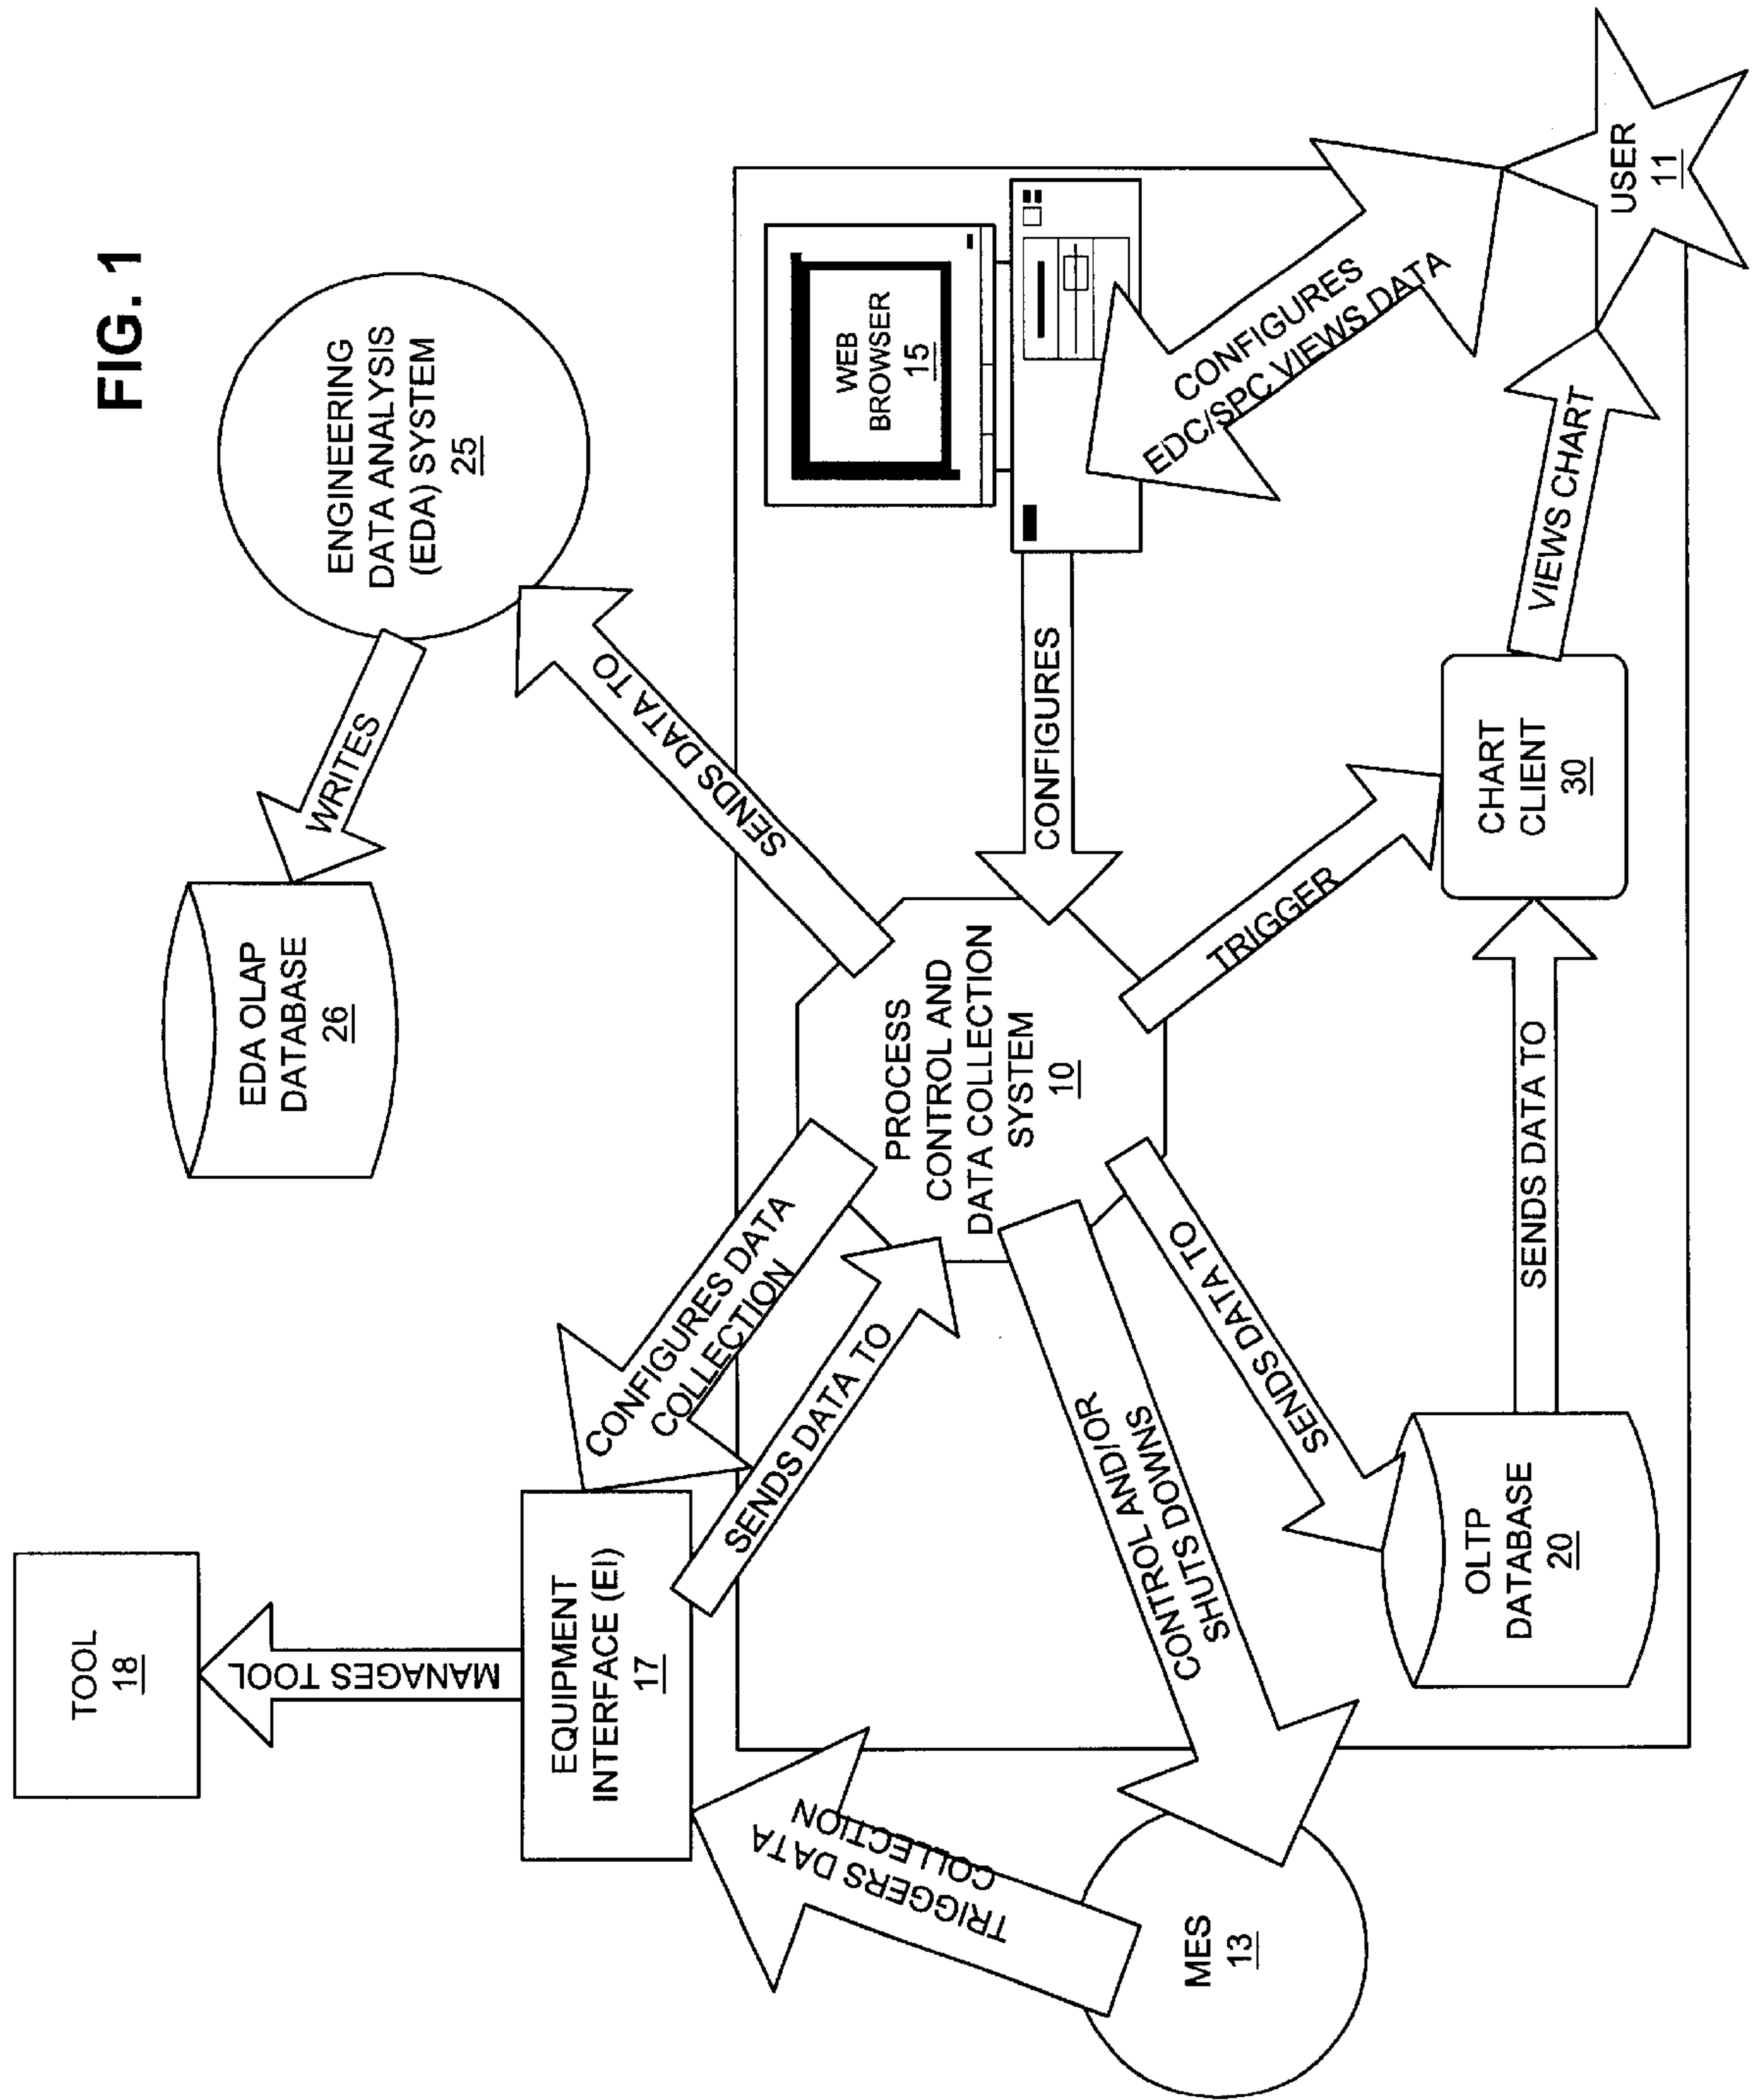 FIG. 1
TOOL
18
MANAGES TOOL
EQUIPMENT
INTERFACE (EI)
17
EDA OLAP
DATABASE
26
WRITES
ENGINEERING
DATA ANALYSIS
(EDA) SYSTEM
25
SENDS DATA TO
CONFIGURES DATA
COLLECTION
SENDS DATA TO
TRIGGERS DATA
COLLECTION
MES
13
CONTROL AND/OR
SHUTS DOWNS
PROCESS
CONTROL AND
DATA COLLECTION
SYSTEM
10
CONFIGURES
WEB
BROWSER
15
CONFIGURES
EDC/SPC VIEWS DATA
USER
11
SENDS DATA TO
OLTP
DATABASE
20
SENDS DATA TO
TRIGGER
CHART
CLIENT
30
VIEWS CHART